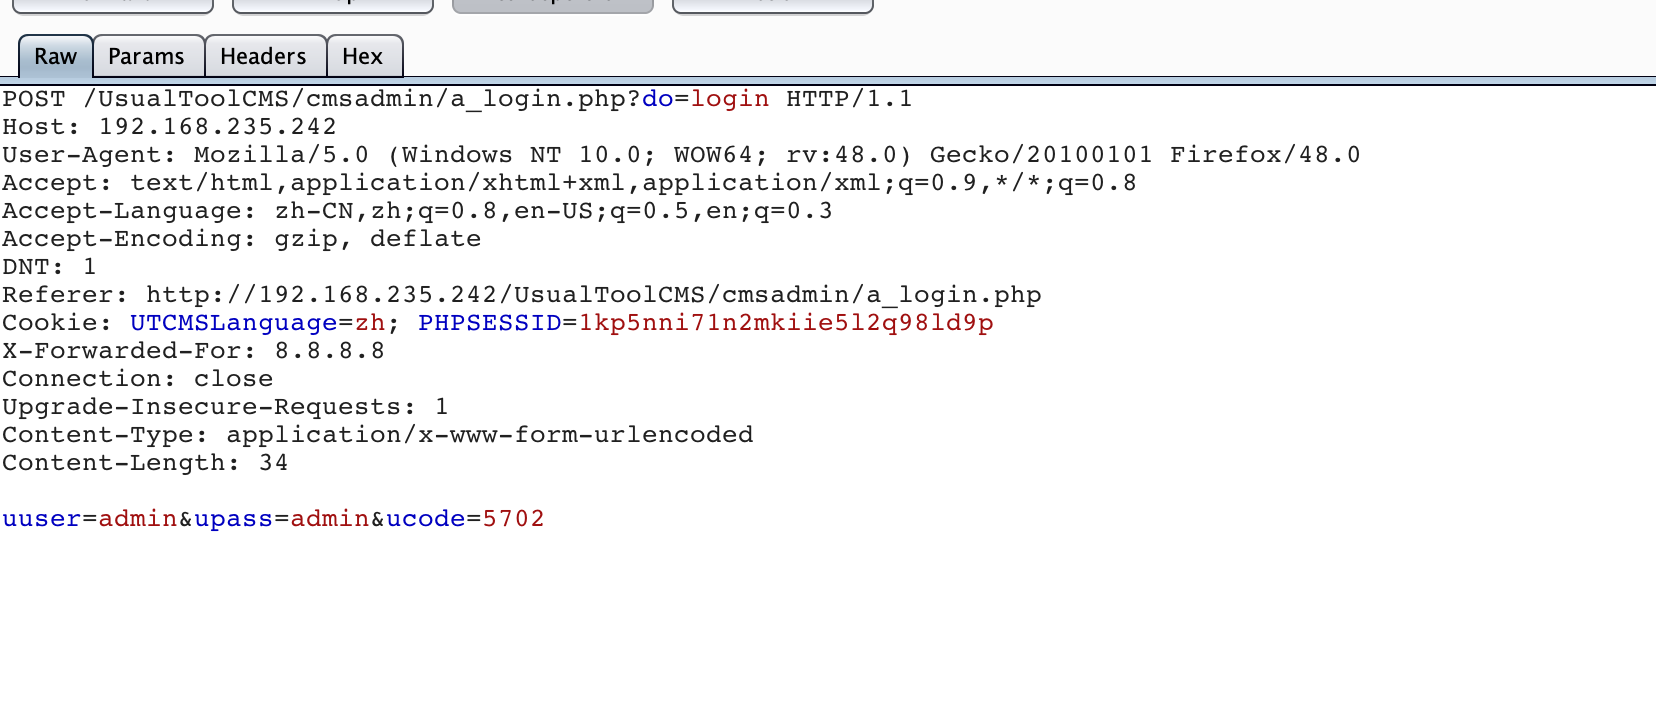 Raw Params Headers Hex
POST /UsualToolCMS/cmsadmin/a_login.php?do=login HTTP/1.1
Host: 192.168.235.242
User-Agent: Mozilla/5.0 (Windows NT 10.0; WOW64; rv:48.0) Gecko/20100101 Firefox/48.0
Accept: text/html,application/xhtml+xml,application/xml;q=0.9,*/*;q=0.8
Accept-Language: zh-CN,zh;q=0.8,en-US;q=0.5,en;q=0.3
Accept-Encoding: gzip, deflate
DNT: 1
Referer: http://192.168.235.242/UsualToolCMS/cmsadmin/a_login.php
Cookie: UTCMSLanguage=zh; PHPSESSID=1kp5nni71n2mkiie5l2q98ld9p
X-Forwarded-For: 8.8.8.8
Connection: close
Upgrade-Insecure-Requests: 1
Content-Type: application/x-www-form-urlencoded
Content-Length: 34
uuser=admin&upass=admin&ucode=5702